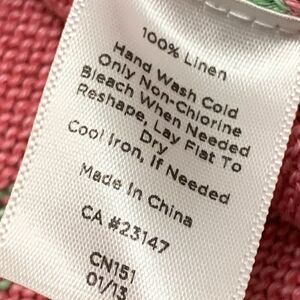 100% Linen
Hand Wash Cold
Only Non-Chlorine
Bleach When Needed
Reshape, Lay Flat To
Dry
Cool Iron, If Needed
Made In China
CA #23147
CN151
01/13